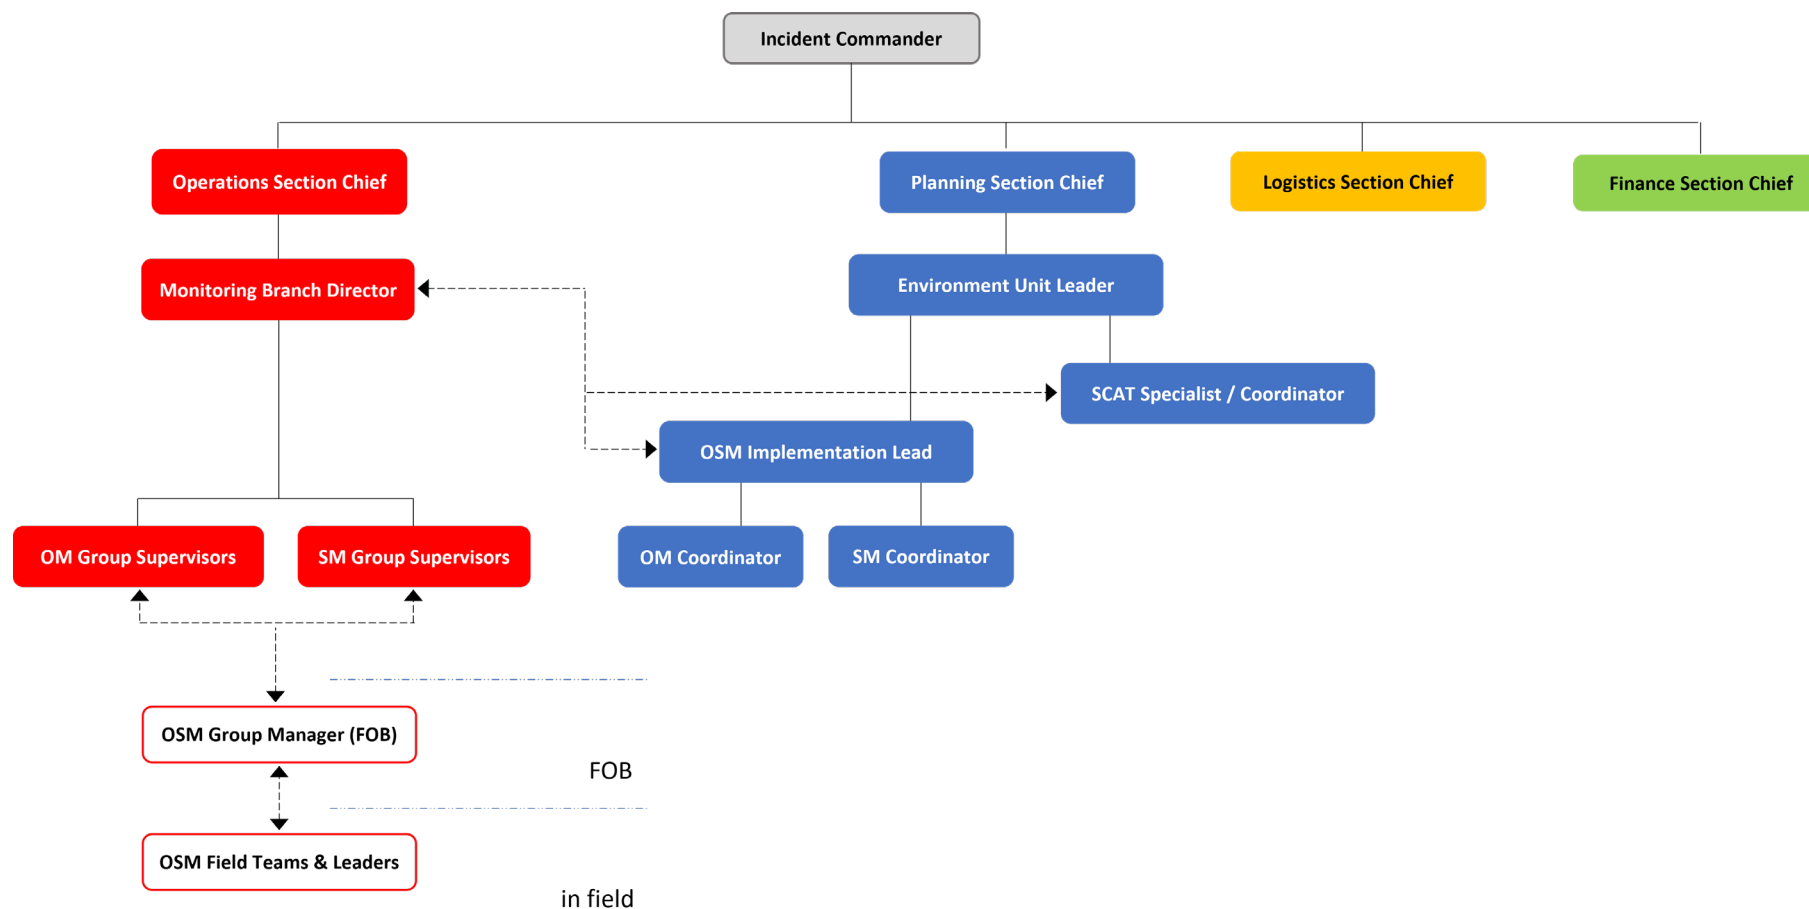 Incident Commander
Operations Section Chief
Planning Section Chief
Logistics Section Chief
Finance Section Chief
Monitoring Branch Director
Environment Unit Leader
SCAT Specialist / Coordinator
OSM Implementation Lead
OM Group Supervisors
SM Group Supervisors
OM Coordinator
SM Coordinator
OSM Group Manager (FOB)
FOB
OSM Field Teams & Leaders
in field